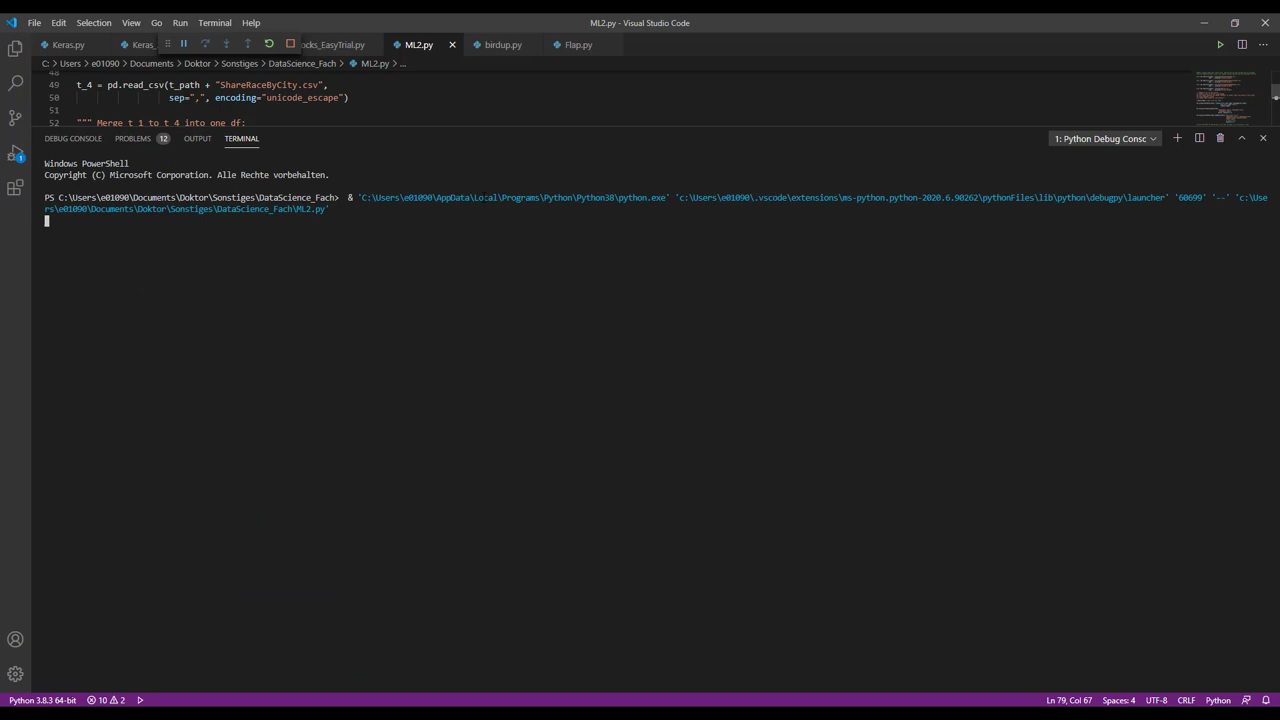 File Edit Selection View Go Run Terminal Help
ML2.py - Visual Studio Code
Keras.py Keras_ ocks_EasyTrial.py ML2.py birdup.py Flap.py
C: > Users > e01090 > Documents > Doktor > Sonstiges > DataScience_Fach > ML2.py > ...
48
49 t_4 = pd.read_csv(t_path + "ShareRaceByCity.csv",
50 sep=",", encoding="unicode_escape")
51
52 """ Merge t_1 to t_4 into one df:
DEBUG CONSOLE PROBLEMS 12 OUTPUT TERMINAL
1: Python Debug Consc
Windows PowerShell
Copyright (C) Microsoft Corporation. Alle Rechte vorbehalten.
PS C:\Users\e01090\Documents\Doktor\Sonstiges\DataScience_Fach> & 'C:\Users\e01090\AppData\Local\Programs\Python\Python38\python.exe' 'c:\Users\e01090\.vscode\extensions\ms-python.python-2020.6.90262\pythonFiles\lib\python\debugpy\launcher' '60699' '--' 'c:\Use
rs\e01090\Documents\Doktor\Sonstiges\DataScience_Fach\ML2.py'
1
Python 3.8.3 64-bit 10 2
Ln 79, Col 67 Spaces: 4 UTF-8 CRLF Python